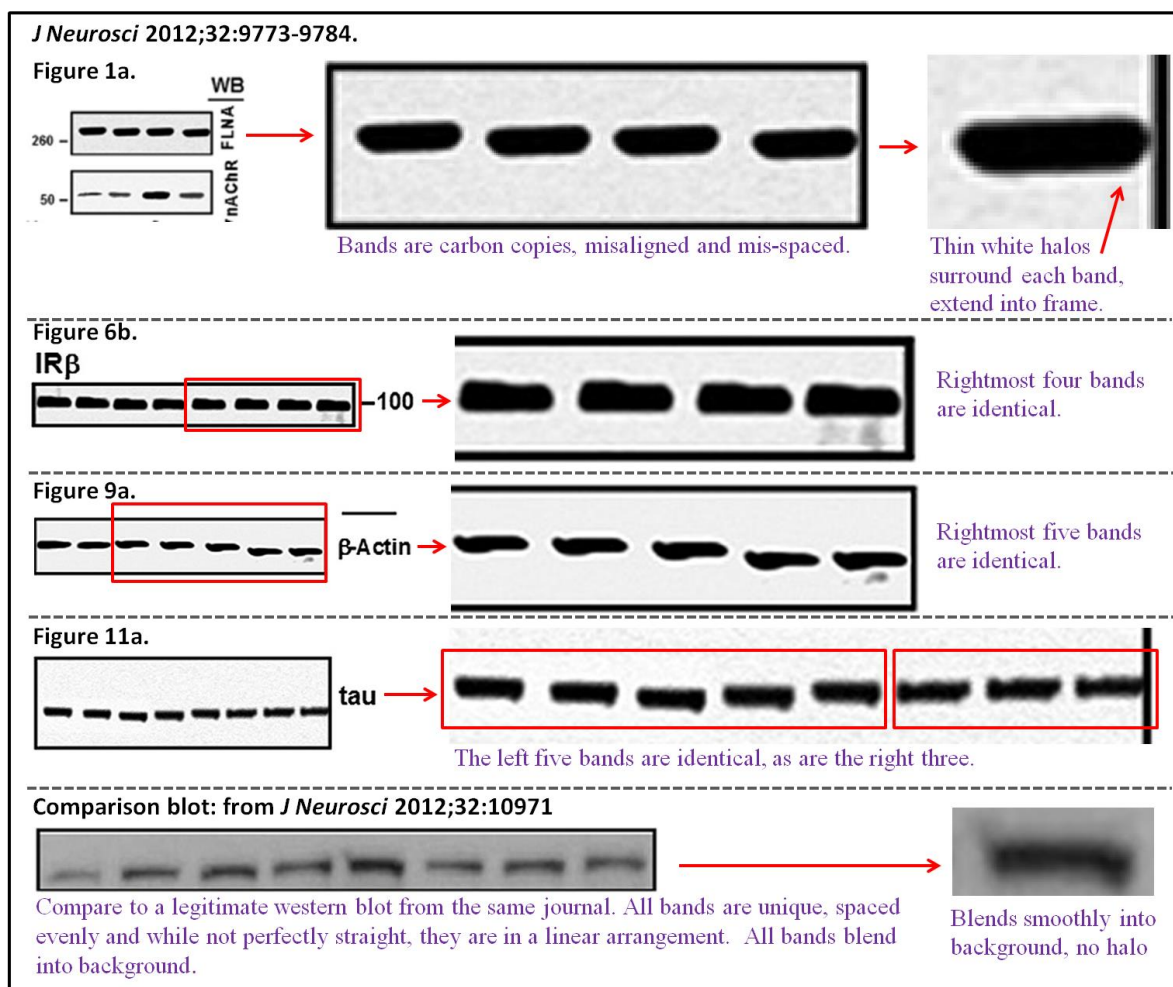 J Neurosci 2012;32:9773-9784.
Figure 1a.
WB
260 –
FLNA
50 –
nAChR
Bands are carbon copies, misaligned and mis-spaced.
Thin white halos
surround each band,
extend into frame.
Figure 6b.
IRβ
–100
Rightmost four bands
are identical.
Figure 9a.
β-Actin
Rightmost five bands
are identical.
Figure 11a.
tau
The left five bands are identical, as are the right three.
Comparison blot: from J Neurosci 2012;32:10971
Compare to a legitimate western blot from the same journal. All bands are unique, spaced
evenly and while not perfectly straight, they are in a linear arrangement.  All bands blend
into background.
Blends smoothly into
background, no halo